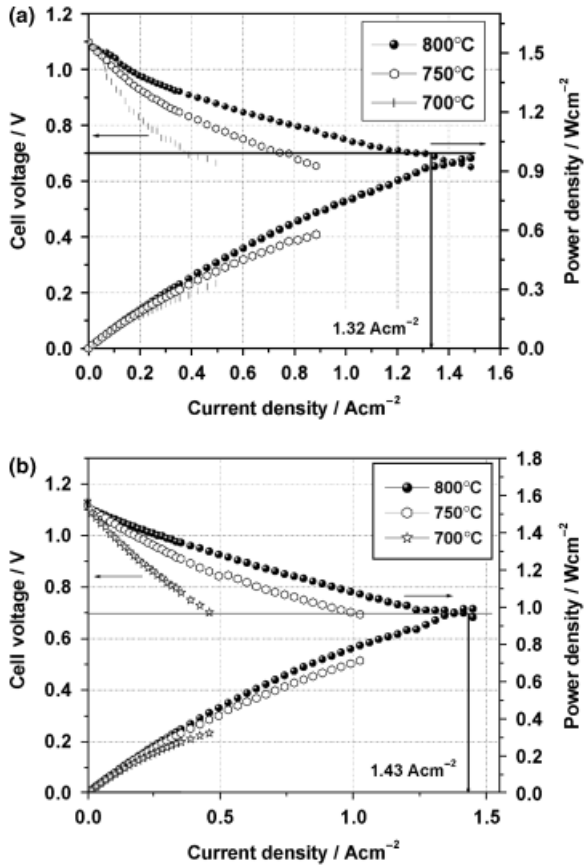 (a)
1.2
1.0
0.8
0.6
0.4
0.2
0.0
Cell voltage / V
800°C
750°C
700°C
1.5
1.2
0.9
0.6
0.3
0.0
Power density / Wcm⁻²
1.32 Acm⁻²
0.0 0.2 0.4 0.6 0.8 1.0 1.2 1.4 1.6
Current density / Acm⁻²
(b)
1.2
1.0
0.8
0.6
0.4
0.2
0.0
Cell voltage / V
800°C
750°C
700°C
1.8
1.6
1.4
1.2
1.0
0.8
0.6
0.4
0.2
0.0
Power density / Wcm⁻²
1.43 Acm⁻²
0.0 0.5 1.0 1.5
Current density / Acm⁻²